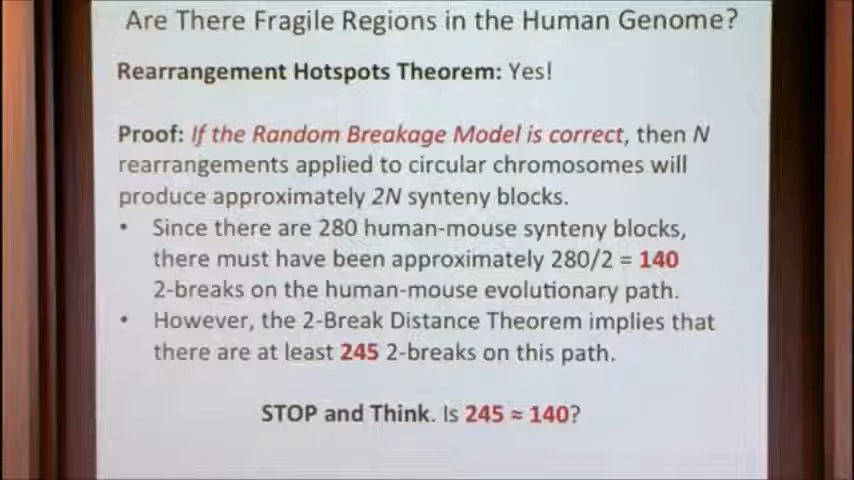 Are There Fragile Regions in the Human Genome?
Rearrangement Hotspots Theorem: Yes!
Proof: If the Random Breakage Model is correct, then N
rearrangements applied to circular chromosomes will
produce approximately 2N synteny blocks.
• Since there are 280 human-mouse synteny blocks,
there must have been approximately 280/2 = 140
2-breaks on the human-mouse evolutionary path.
• However, the 2-Break Distance Theorem implies that
there are at least 245 2-breaks on this path.
STOP and Think. Is 245 ≈ 140?